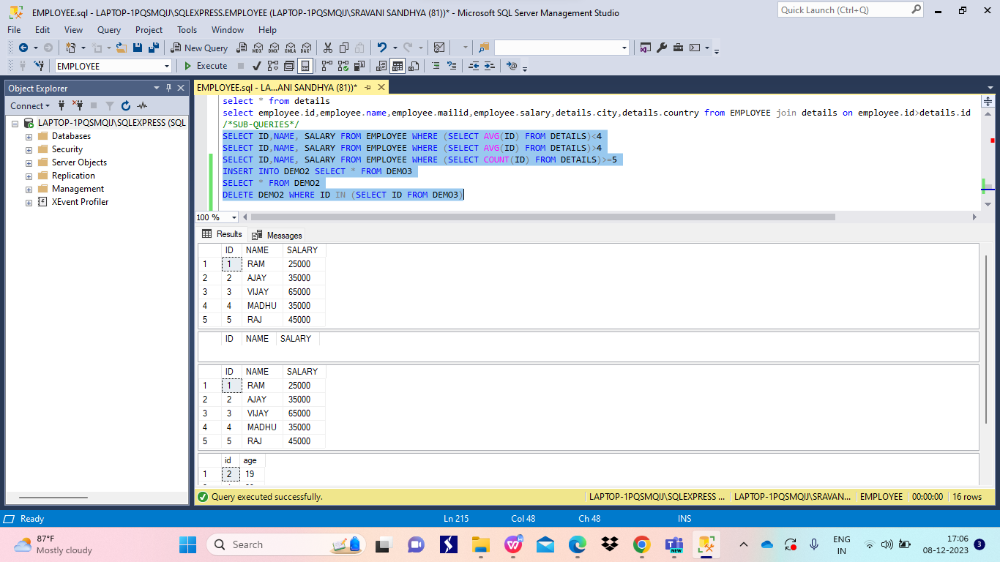 EMPLOYEE.sql - LAPTOP-1PQSMQIJ\SQLEXPRESS.EMPLOYEE (LAPTOP-1PQSMQIJ\SRAVANI SANDHYA (81))* - Microsoft SQL Server Management Studio
Quick Launch (Ctrl+Q)
File Edit View Query Project Tools Window Help
New Query MDX DMX XMLA DAX
EMPLOYEE Execute
Object Explorer
EMPLOYEE.sql - LA...ANI SANDHYA (81))*
Connect
LAPTOP-1PQSMQIJ\SQLEXPRESS (SQL
Databases
Security
Server Objects
Replication
Management
XEvent Profiler
select * from details
select employee.id,employee.name,employee.mailid,employee.salary,details.city,details.country from EMPLOYEE join details on employee.id>details.id
/*SUB-QUERIES*/
SELECT ID,NAME, SALARY FROM EMPLOYEE WHERE (SELECT AVG(ID) FROM DETAILS)<4
SELECT ID,NAME, SALARY FROM EMPLOYEE WHERE (SELECT AVG(ID) FROM DETAILS)>4
SELECT ID,NAME, SALARY FROM EMPLOYEE WHERE (SELECT COUNT(ID) FROM DETAILS)>=5
INSERT INTO DEMO2 SELECT * FROM DEMO3
SELECT * FROM DEMO2
DELETE DEMO2 WHERE ID IN (SELECT ID FROM DEMO3)
100 %
Results Messages
ID NAME SALARY
1 1 RAM 25000
2 2 AJAY 35000
3 3 VIJAY 65000
4 4 MADHU 35000
5 5 RAJ 45000
ID NAME SALARY
ID NAME SALARY
1 1 RAM 25000
2 2 AJAY 35000
3 3 VIJAY 65000
4 4 MADHU 35000
5 5 RAJ 45000
id age
1 2 19
Query executed successfully. LAPTOP-1PQSMQIJ\SQLEXPRESS ... LAPTOP-1PQSMQIJ\SRAVAN... EMPLOYEE 00:00:00 16 rows
Ready Ln 215 Col 48 Ch 48 INS
87°F
Mostly cloudy
Search
NEW
ENG
IN
17:06
08-12-2023
3